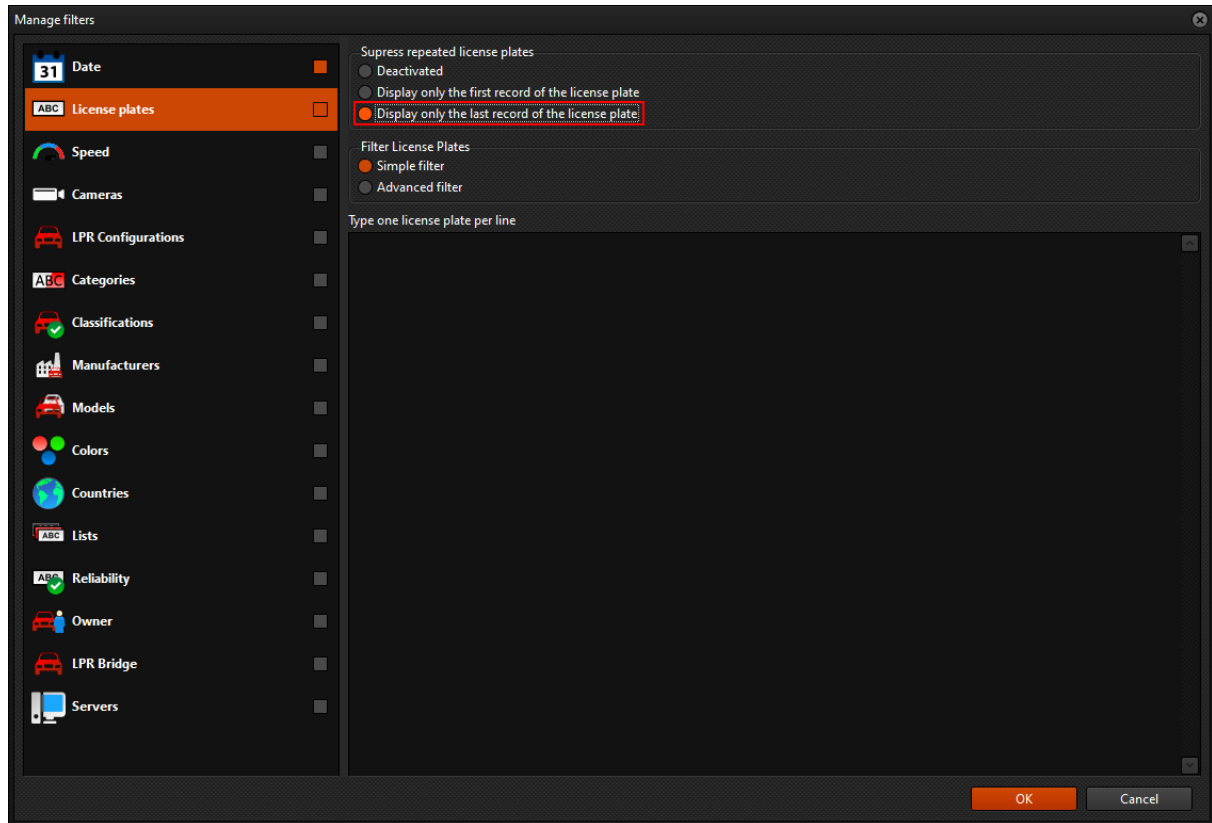 Manage filters
31 Date
ABC License plates
Speed
Cameras
LPR Configurations
ABC Categories
Classifications
Manufacturers
Models
Colors
Countries
ABC Lists
ABC Reliability
Owner
LPR Bridge
Servers
Supress repeated license plates
Deactivated
Display only the first record of the license plate
Display only the last record of the license plate
Filter License Plates
Simple filter
Advanced filter
Type one license plate per line
OK Cancel